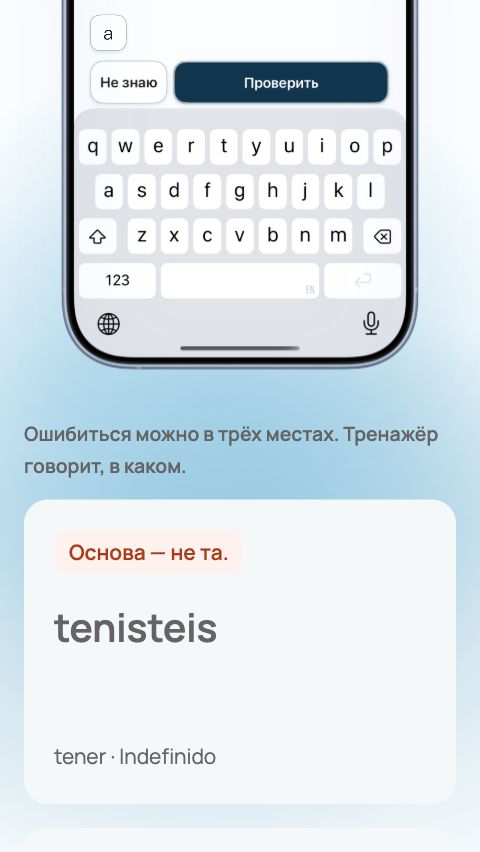 a
Не знаю
Проверить
q w e r t y u i o p
a s d f g h j k l
z x c v b n m
123
EN
Ошибиться можно в трёх местах. Тренажёр
говорит, в каком.
Основа — не та.
tenisteis
tener · Indefinido